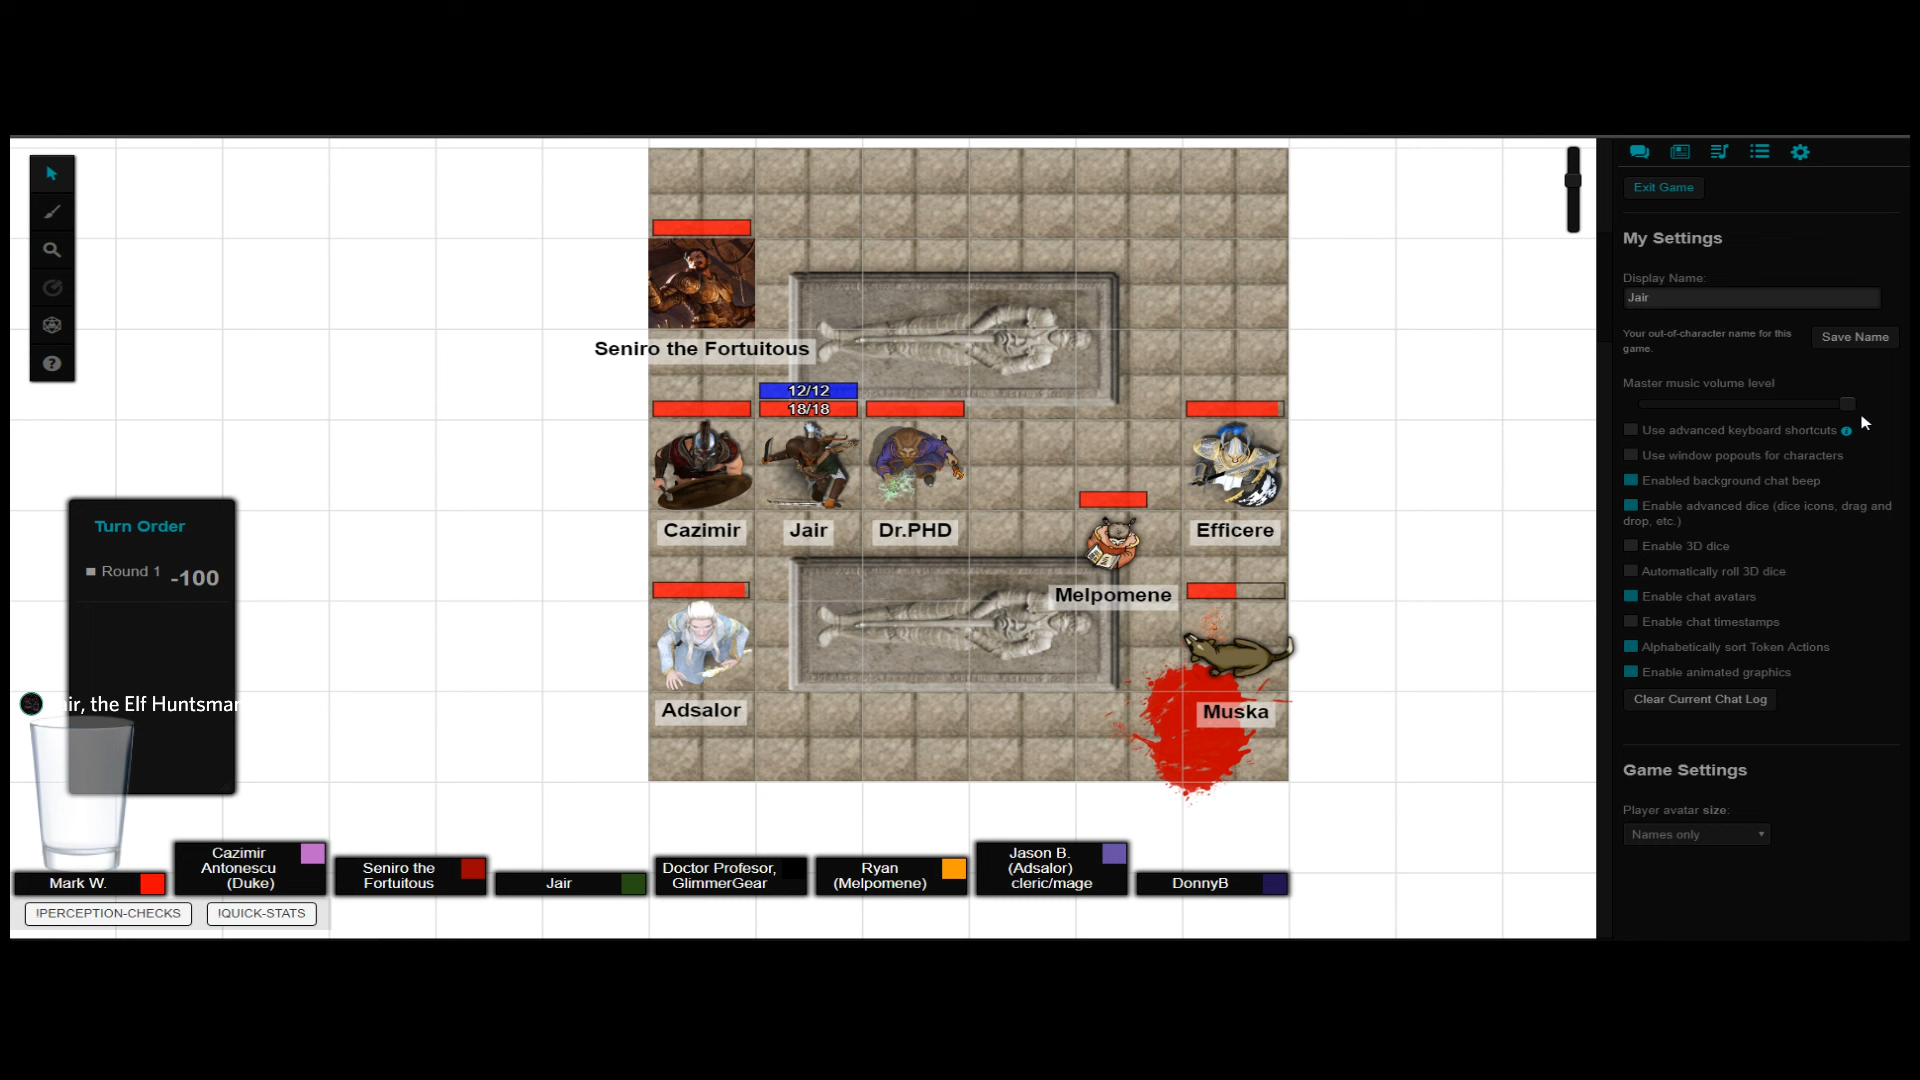 Exit Game
My Settings
Display Name:
Jair
Your out-of-character name for this
game.
Save Name
Master music volume level
Use advanced keyboard shortcuts
Use window popouts for characters
Enabled background chat beep
Enable advanced dice (dice icons, drag and
drop, etc.)
Enable 3D dice
Automatically roll 3D dice
Enable chat avatars
Enable chat timestamps
Alphabetically sort Token Actions
Enable animated graphics
Clear Current Chat Log
Game Settings
Player avatar size:
Names only
Seniro the Fortuitous
12/12
18/18
Cazimir
Jair
Dr.PHD
Efficere
Melpomene
Adsalor
Muska
Turn Order
Round 1
-100
air, the Elf Huntsman
Mark W.
Cazimir
Antonescu
(Duke)
Seniro the
Fortuitous
Jair
Doctor Profesor,
GlimmerGear
Ryan
(Melpomene)
Jason B.
(Adsalor)
cleric/mage
DonnyB
!PERCEPTION-CHECKS
!QUICK-STATS